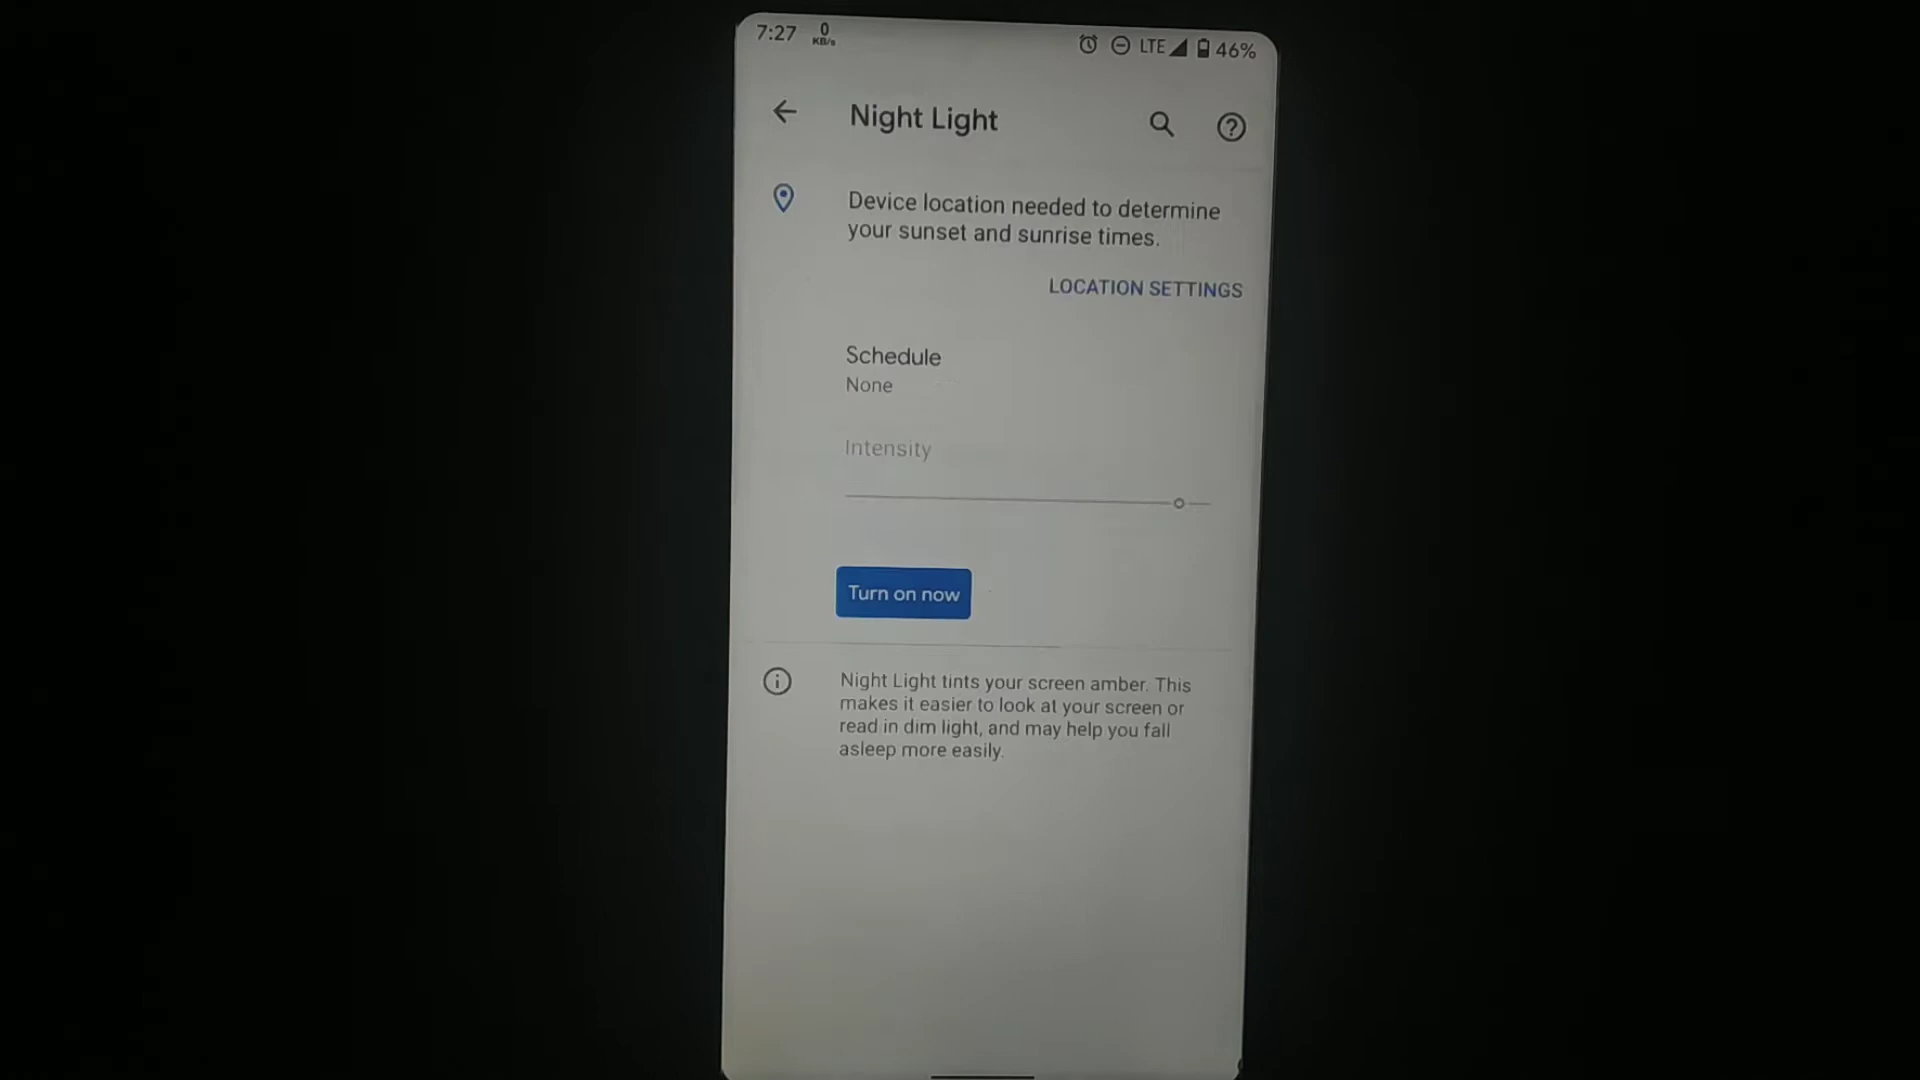 7:27 0 KB/s LTE 46%
Night Light
Device location needed to determine
your sunset and sunrise times.
LOCATION SETTINGS
Schedule
None
Intensity
Turn on now
Night Light tints your screen amber. This
makes it easier to look at your screen or
read in dim light, and may help you fall
asleep more easily.